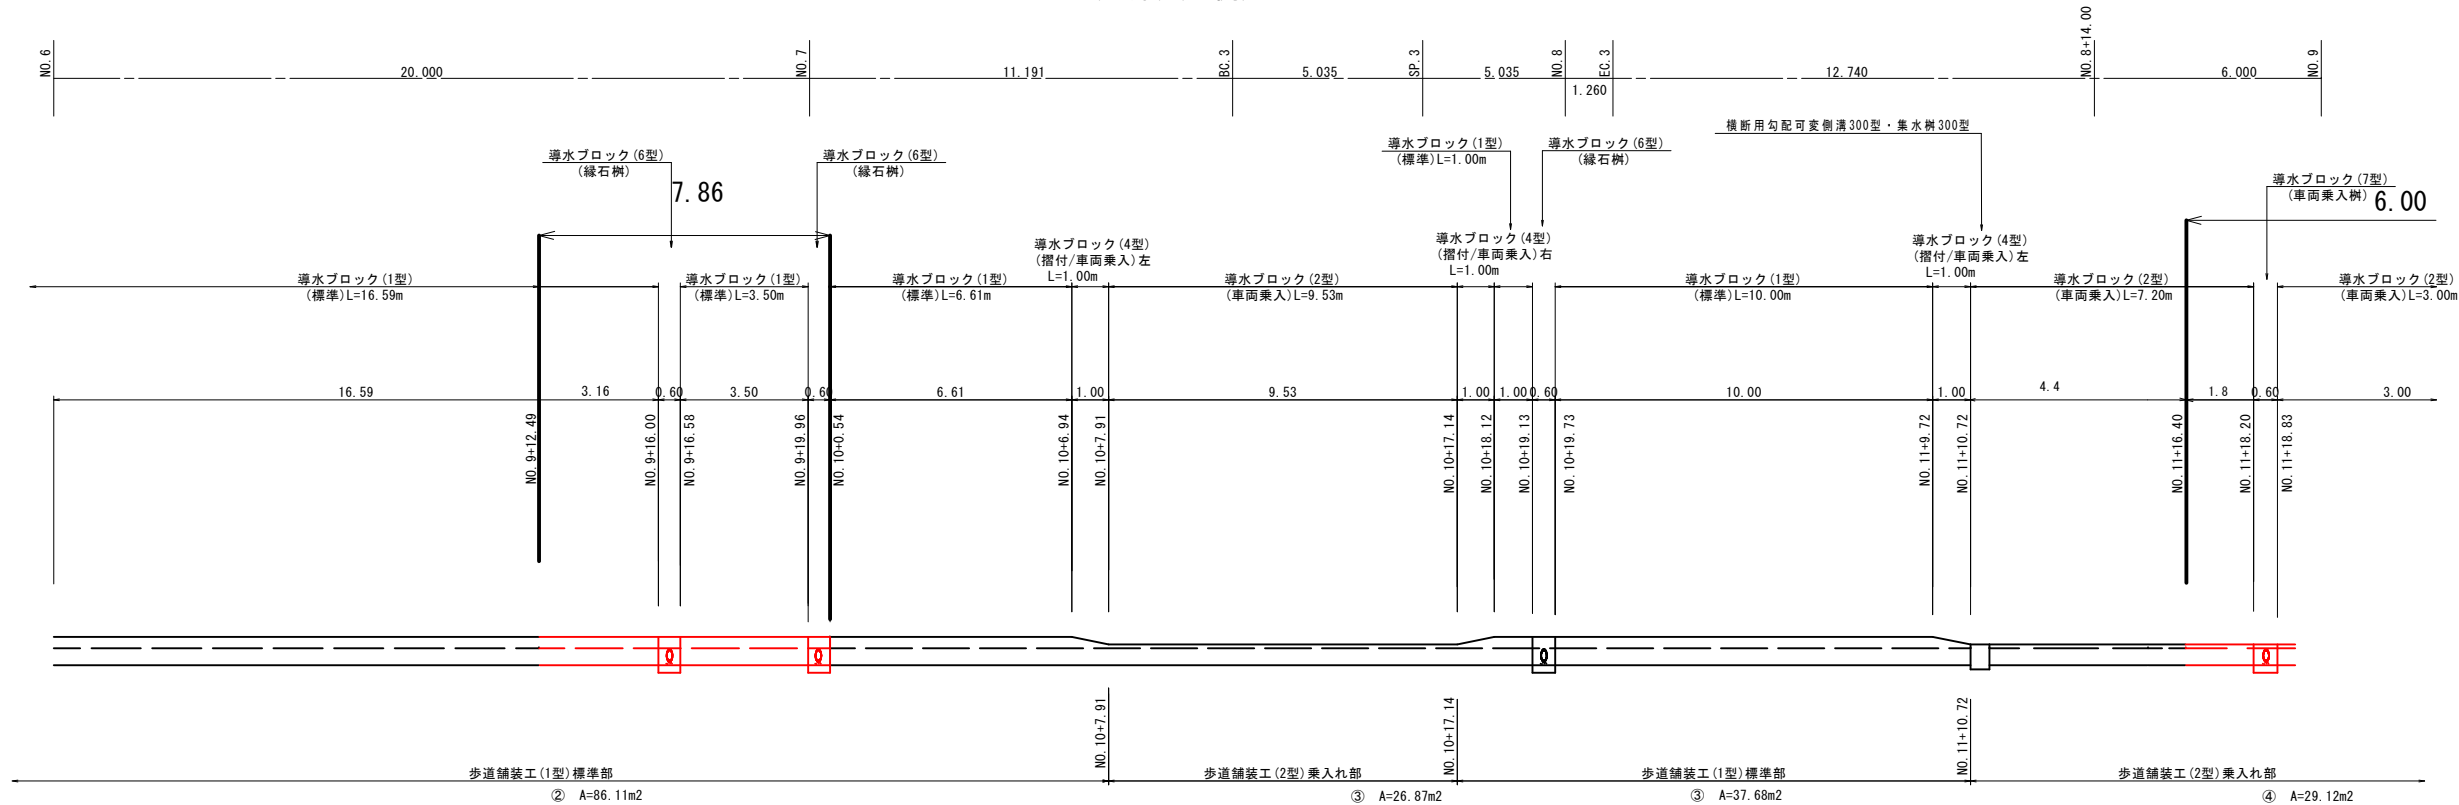 NO.6
20.000
NO.7
11.191
BC.3
5.035
SP.3
5.035
NO.8
1.260
EC.3
12.740
NO.8+14.00
6.000
NO.9
導水ブロック(6型)
(縁石桝)
7.86
導水ブロック(6型)
(縁石桝)
導水ブロック(1型)
(標準)L=1.00m
導水ブロック(6型)
(縁石桝)
横断用勾配可変側溝300型・集水桝300型
導水ブロック(7型)
(車両乗入桝)
6.00
導水ブロック(1型)
(標準)L=16.59m
導水ブロック(1型)
(標準)L=3.50m
導水ブロック(1型)
(標準)L=6.61m
導水ブロック(4型)
(摺付/車両乗入)左
L=1.00m
導水ブロック(2型)
(車両乗入)L=9.53m
導水ブロック(4型)
(摺付/車両乗入)右
L=1.00m
導水ブロック(1型)
(標準)L=10.00m
導水ブロック(4型)
(摺付/車両乗入)左
L=1.00m
導水ブロック(2型)
(車両乗入)L=7.20m
導水ブロック(2型)
(車両乗入)L=3.00m
16.59
3.16
0.60
3.50
0.60
6.61
1.00
9.53
1.00
1.00
0.60
10.00
1.00
4.4
1.8
0.60
3.00
NO.9+12.49
NO.9+16.00
NO.9+16.58
NO.9+19.96
NO.10+0.54
NO.10+6.94
NO.10+7.91
NO.10+17.14
NO.10+18.12
NO.10+19.13
NO.10+19.73
NO.11+9.72
NO.11+10.72
NO.11+16.40
NO.11+18.20
NO.11+18.83
NO.10+7.91
NO.10+17.14
NO.11+10.72
歩道舗装工(1型)標準部
② A=86.11m2
歩道舗装工(2型)乗入れ部
③ A=26.87m2
歩道舗装工(1型)標準部
③ A=37.68m2
歩道舗装工(2型)乗入れ部
④ A=29.12m2